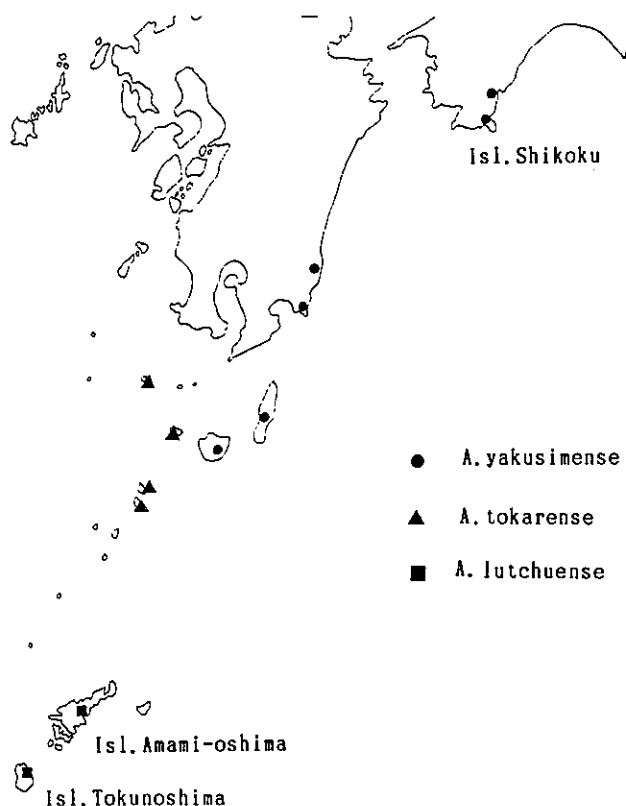 Isl. Shikoku
A. yakusimense
A. tokarense
A. lutchuense
Isl. Amami-oshima
Isl. Tokunoshima